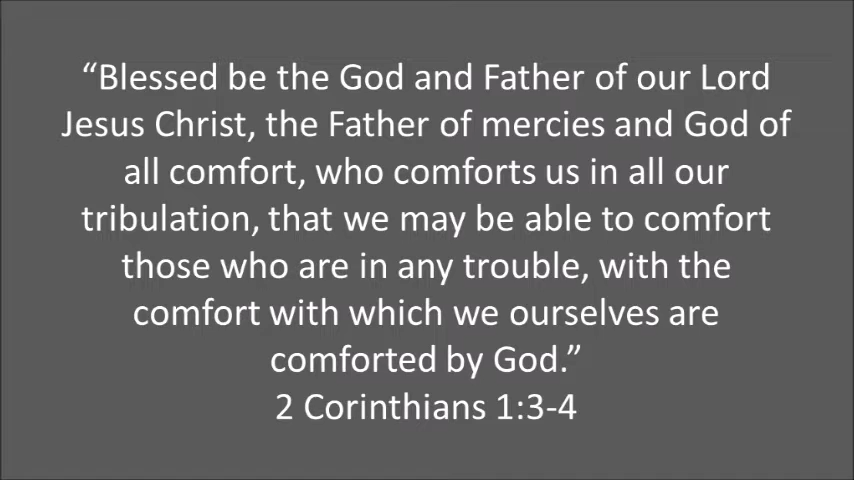 “Blessed be the God and Father of our Lord
Jesus Christ, the Father of mercies and God of
all comfort, who comforts us in all our
tribulation, that we may be able to comfort
those who are in any trouble, with the
comfort with which we ourselves are
comforted by God.”
2 Corinthians 1:3-4